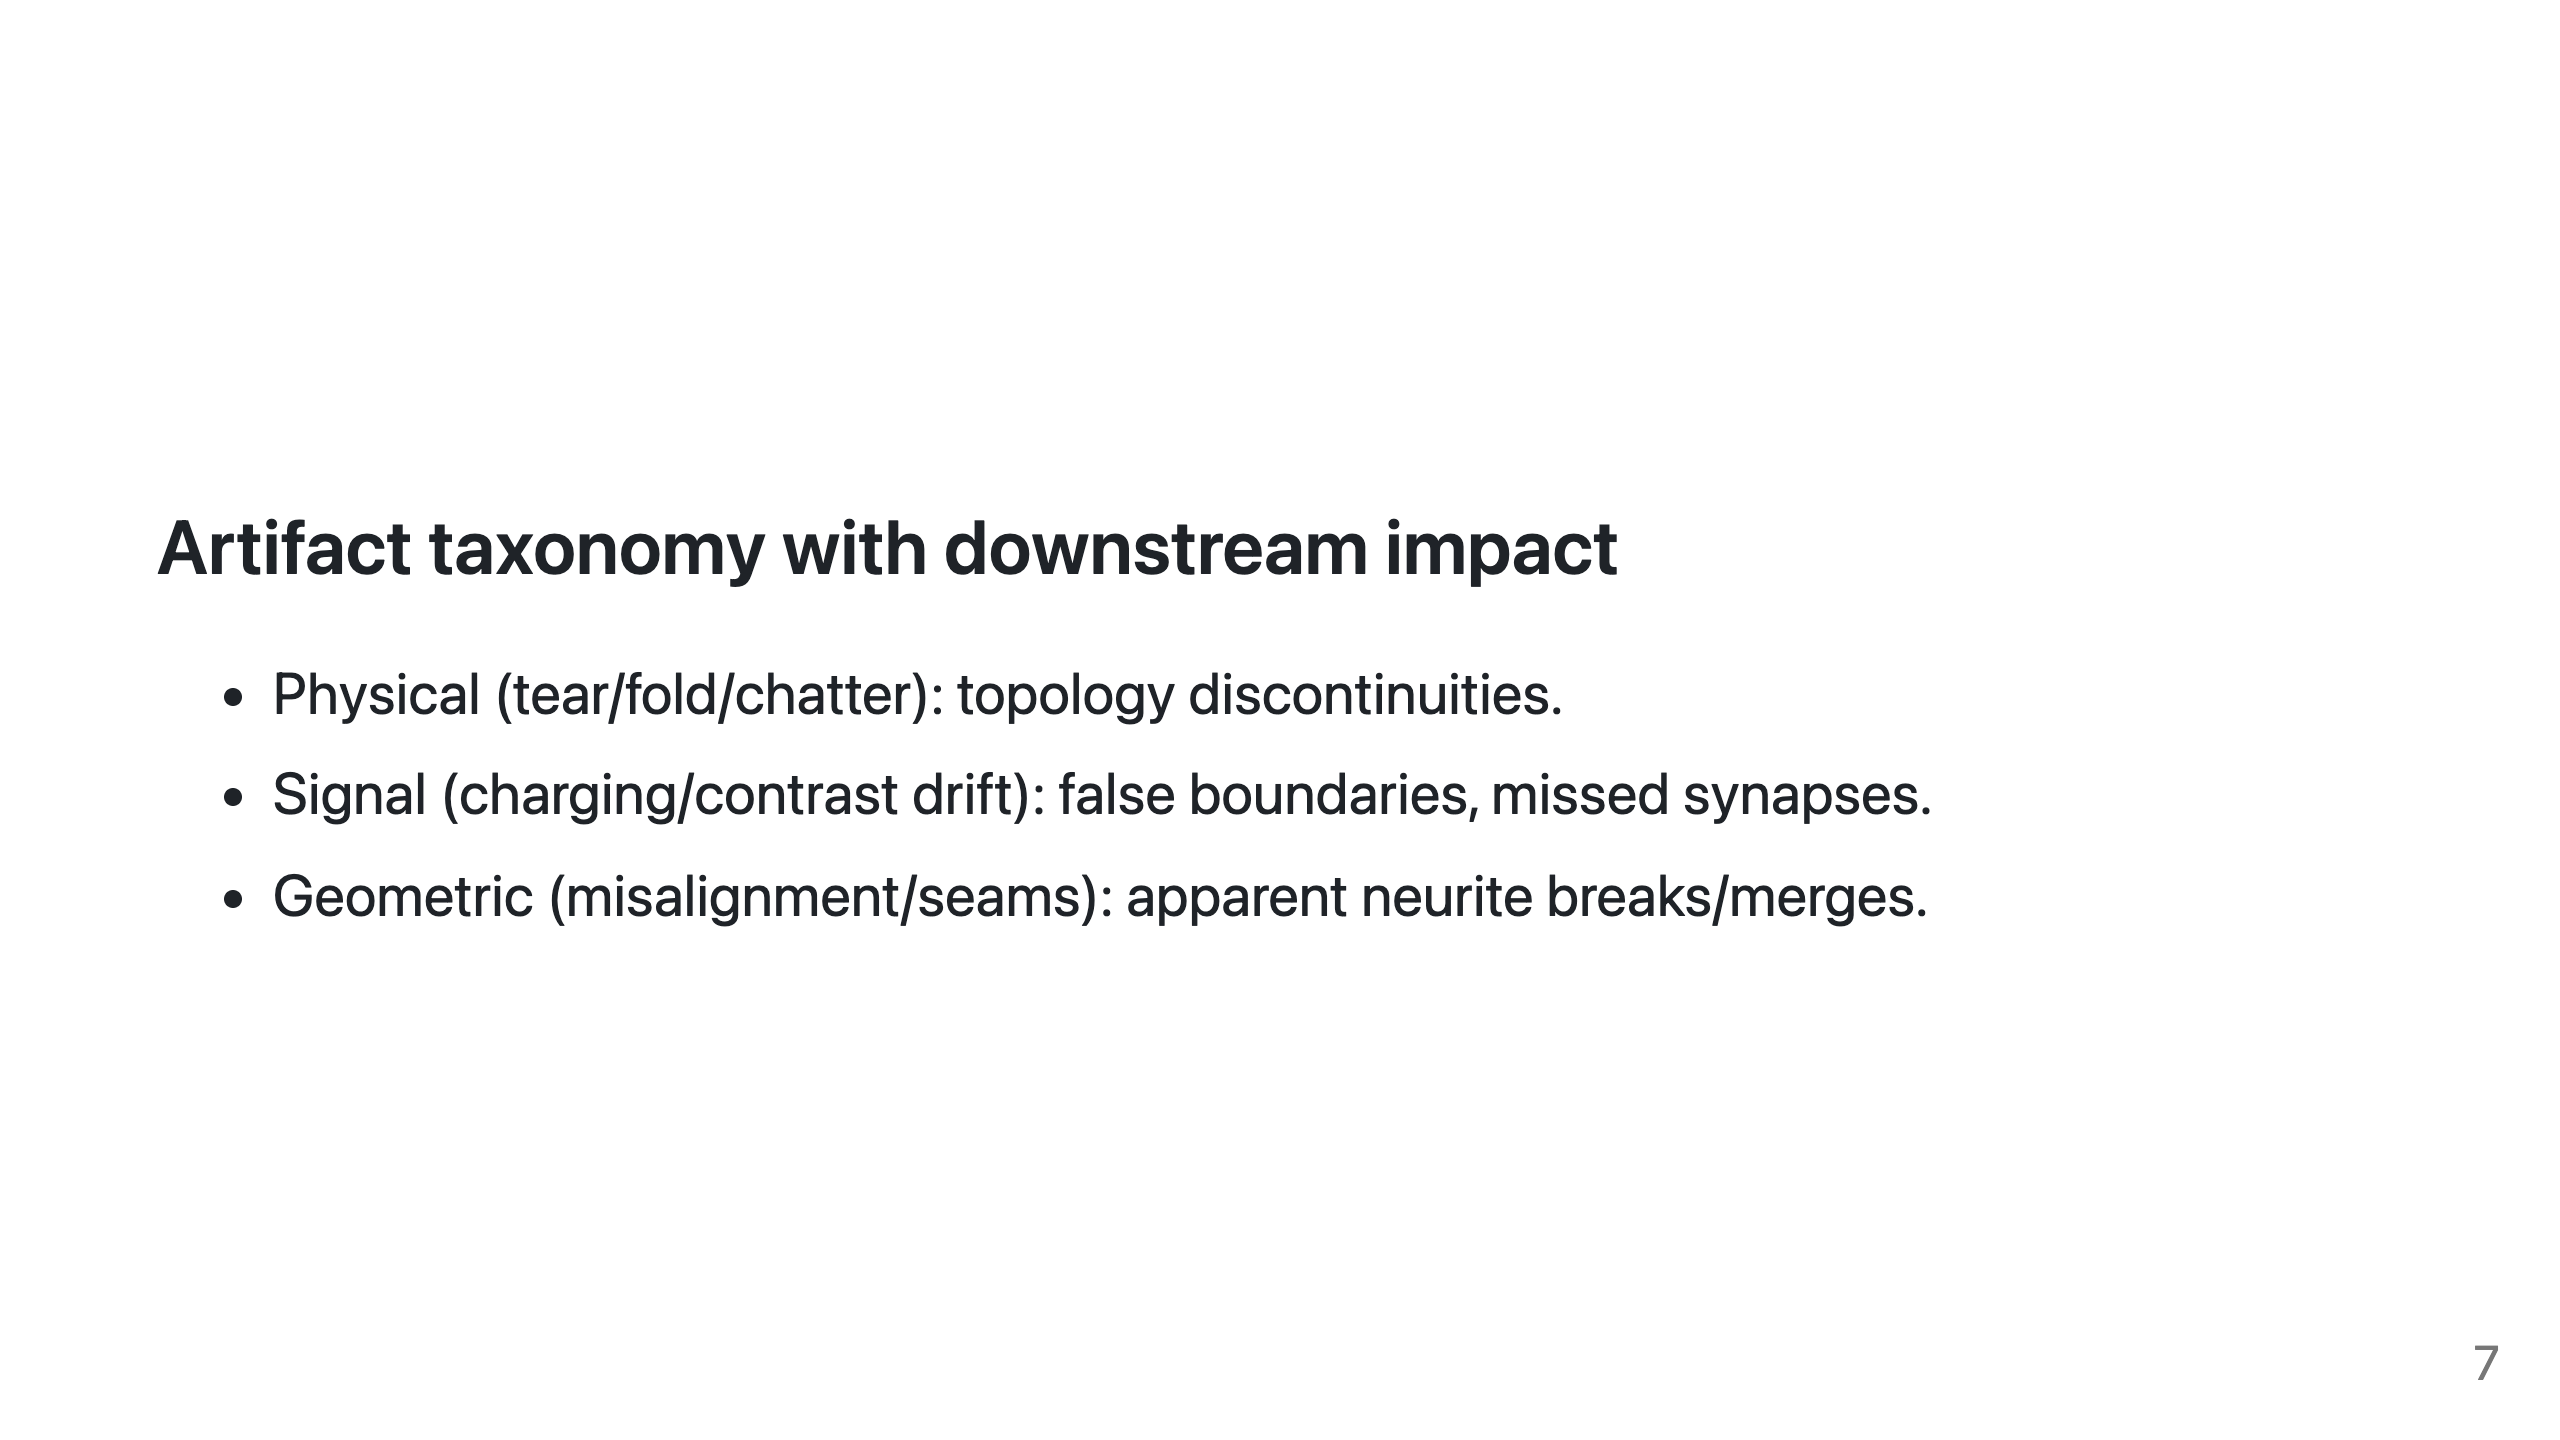 Artifact taxonomy with downstream impact
• Physical (tear/fold/chatter): topology discontinuities.
• Signal (charging/contrast drift): false boundaries, missed synapses.
• Geometric (misalignment/seams): apparent neurite breaks/merges.
7